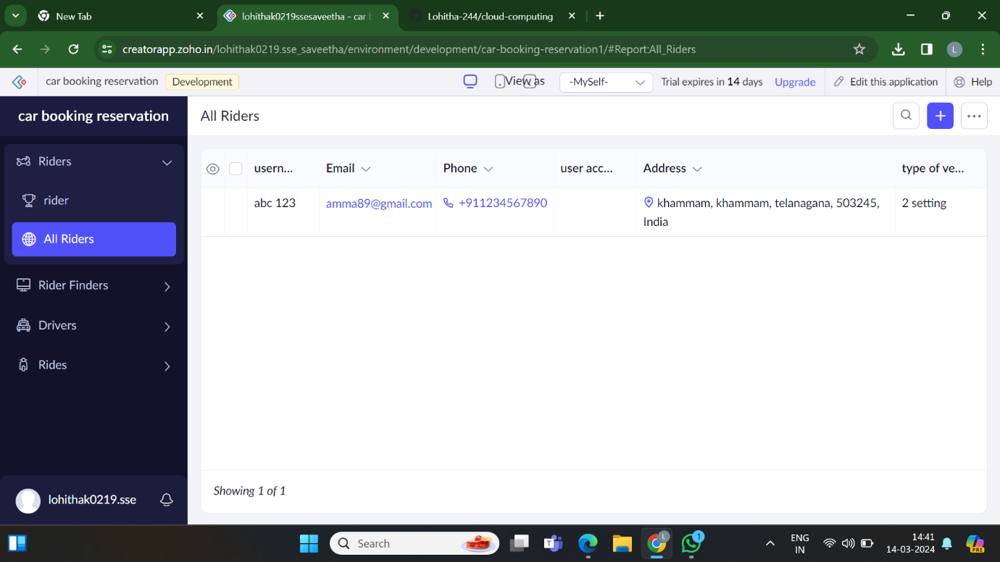 New Tab
lohithak0219ssesaveetha - car b
Lohitha-244/cloud-computing
creatorapp.zoho.in/lohithak0219.sse_saveetha/environment/development/car-booking-reservation1/#Report:All_Riders
L
car booking reservation
Development
View as
-MySelf-
Trial expires in 14 days
Upgrade
Edit this application
Help
car booking reservation
All Riders
Riders
rider
All Riders
Rider Finders
Drivers
Rides
usern...
Email
Phone
user acc...
Address
type of ve...
abc 123
amma89@gmail.com
+911234567890
khammam, khammam, telanagana, 503245,
India
2 setting
Showing 1 of 1
lohithak0219.sse
Search
T
L
1
ENG
IN
14:41
14-03-2024
PRE